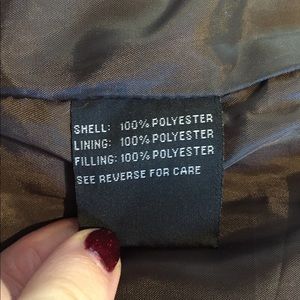 SHELL: 100% POLYESTER
LINING: 100% POLYESTER
FILLING: 100% POLYESTER
SEE REVERSE FOR CARE